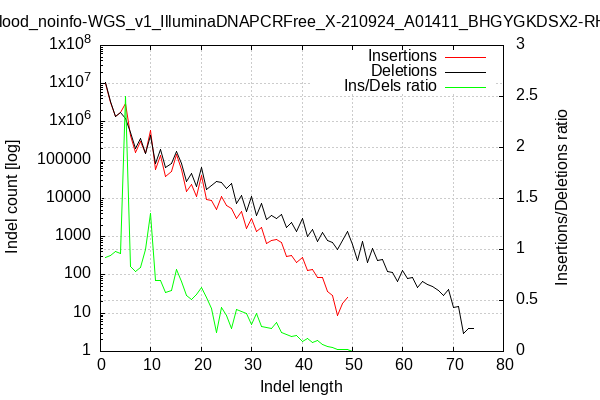 lood_noinfo-WGS_v1_IlluminaDNAPCRFree_X-210924_A01411_BHGYGKDSX2-RH
Insertions
Deletions
Ins/Dels ratio
Indel count [log]
1x10^8
1x10^7
1x10^6
100000
10000
1000
100
10
1
3
2.5
2
1.5
1
0.5
0
Insertions/Deletions ratio
0 10 20 30 40 50 60 70 80
Indel length